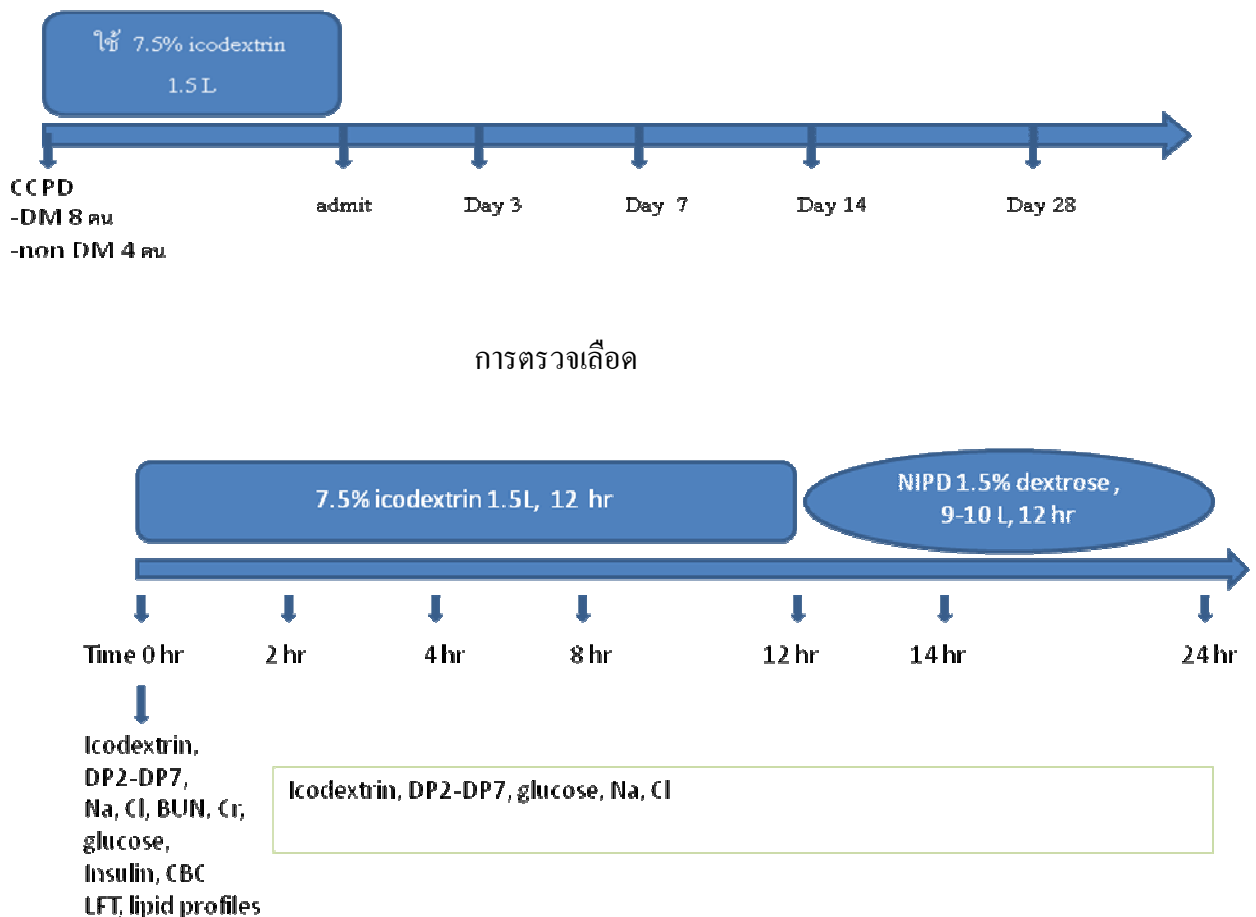 ใช้ 7.5% icodextrin
1.5 L
CCPD
-DM 8 คน
-non DM 4 คน
admit
Day 3
Day 7
Day 14
Day 28
การตรวจเลือด
7.5% icodextrin 1.5L, 12 hr
NIPD 1.5% dextrose ,
9-10 L, 12 hr
Time 0 hr
2 hr
4 hr
8 hr
12 hr
14 hr
24 hr
Icodextrin,
DP2-DP7,
Na, Cl, BUN, Cr,
glucose,
Insulin, CBC
LFT, lipid profiles
Icodextrin, DP2-DP7, glucose, Na, Cl